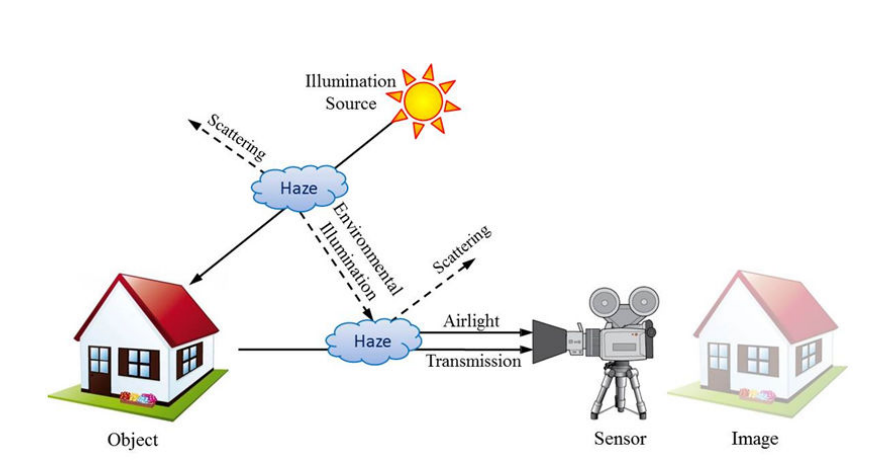 Illumination
Source
Scattering
Haze
Environmental
Illumination
Scattering
Airlight
Haze
Transmission
Object
Sensor
Image